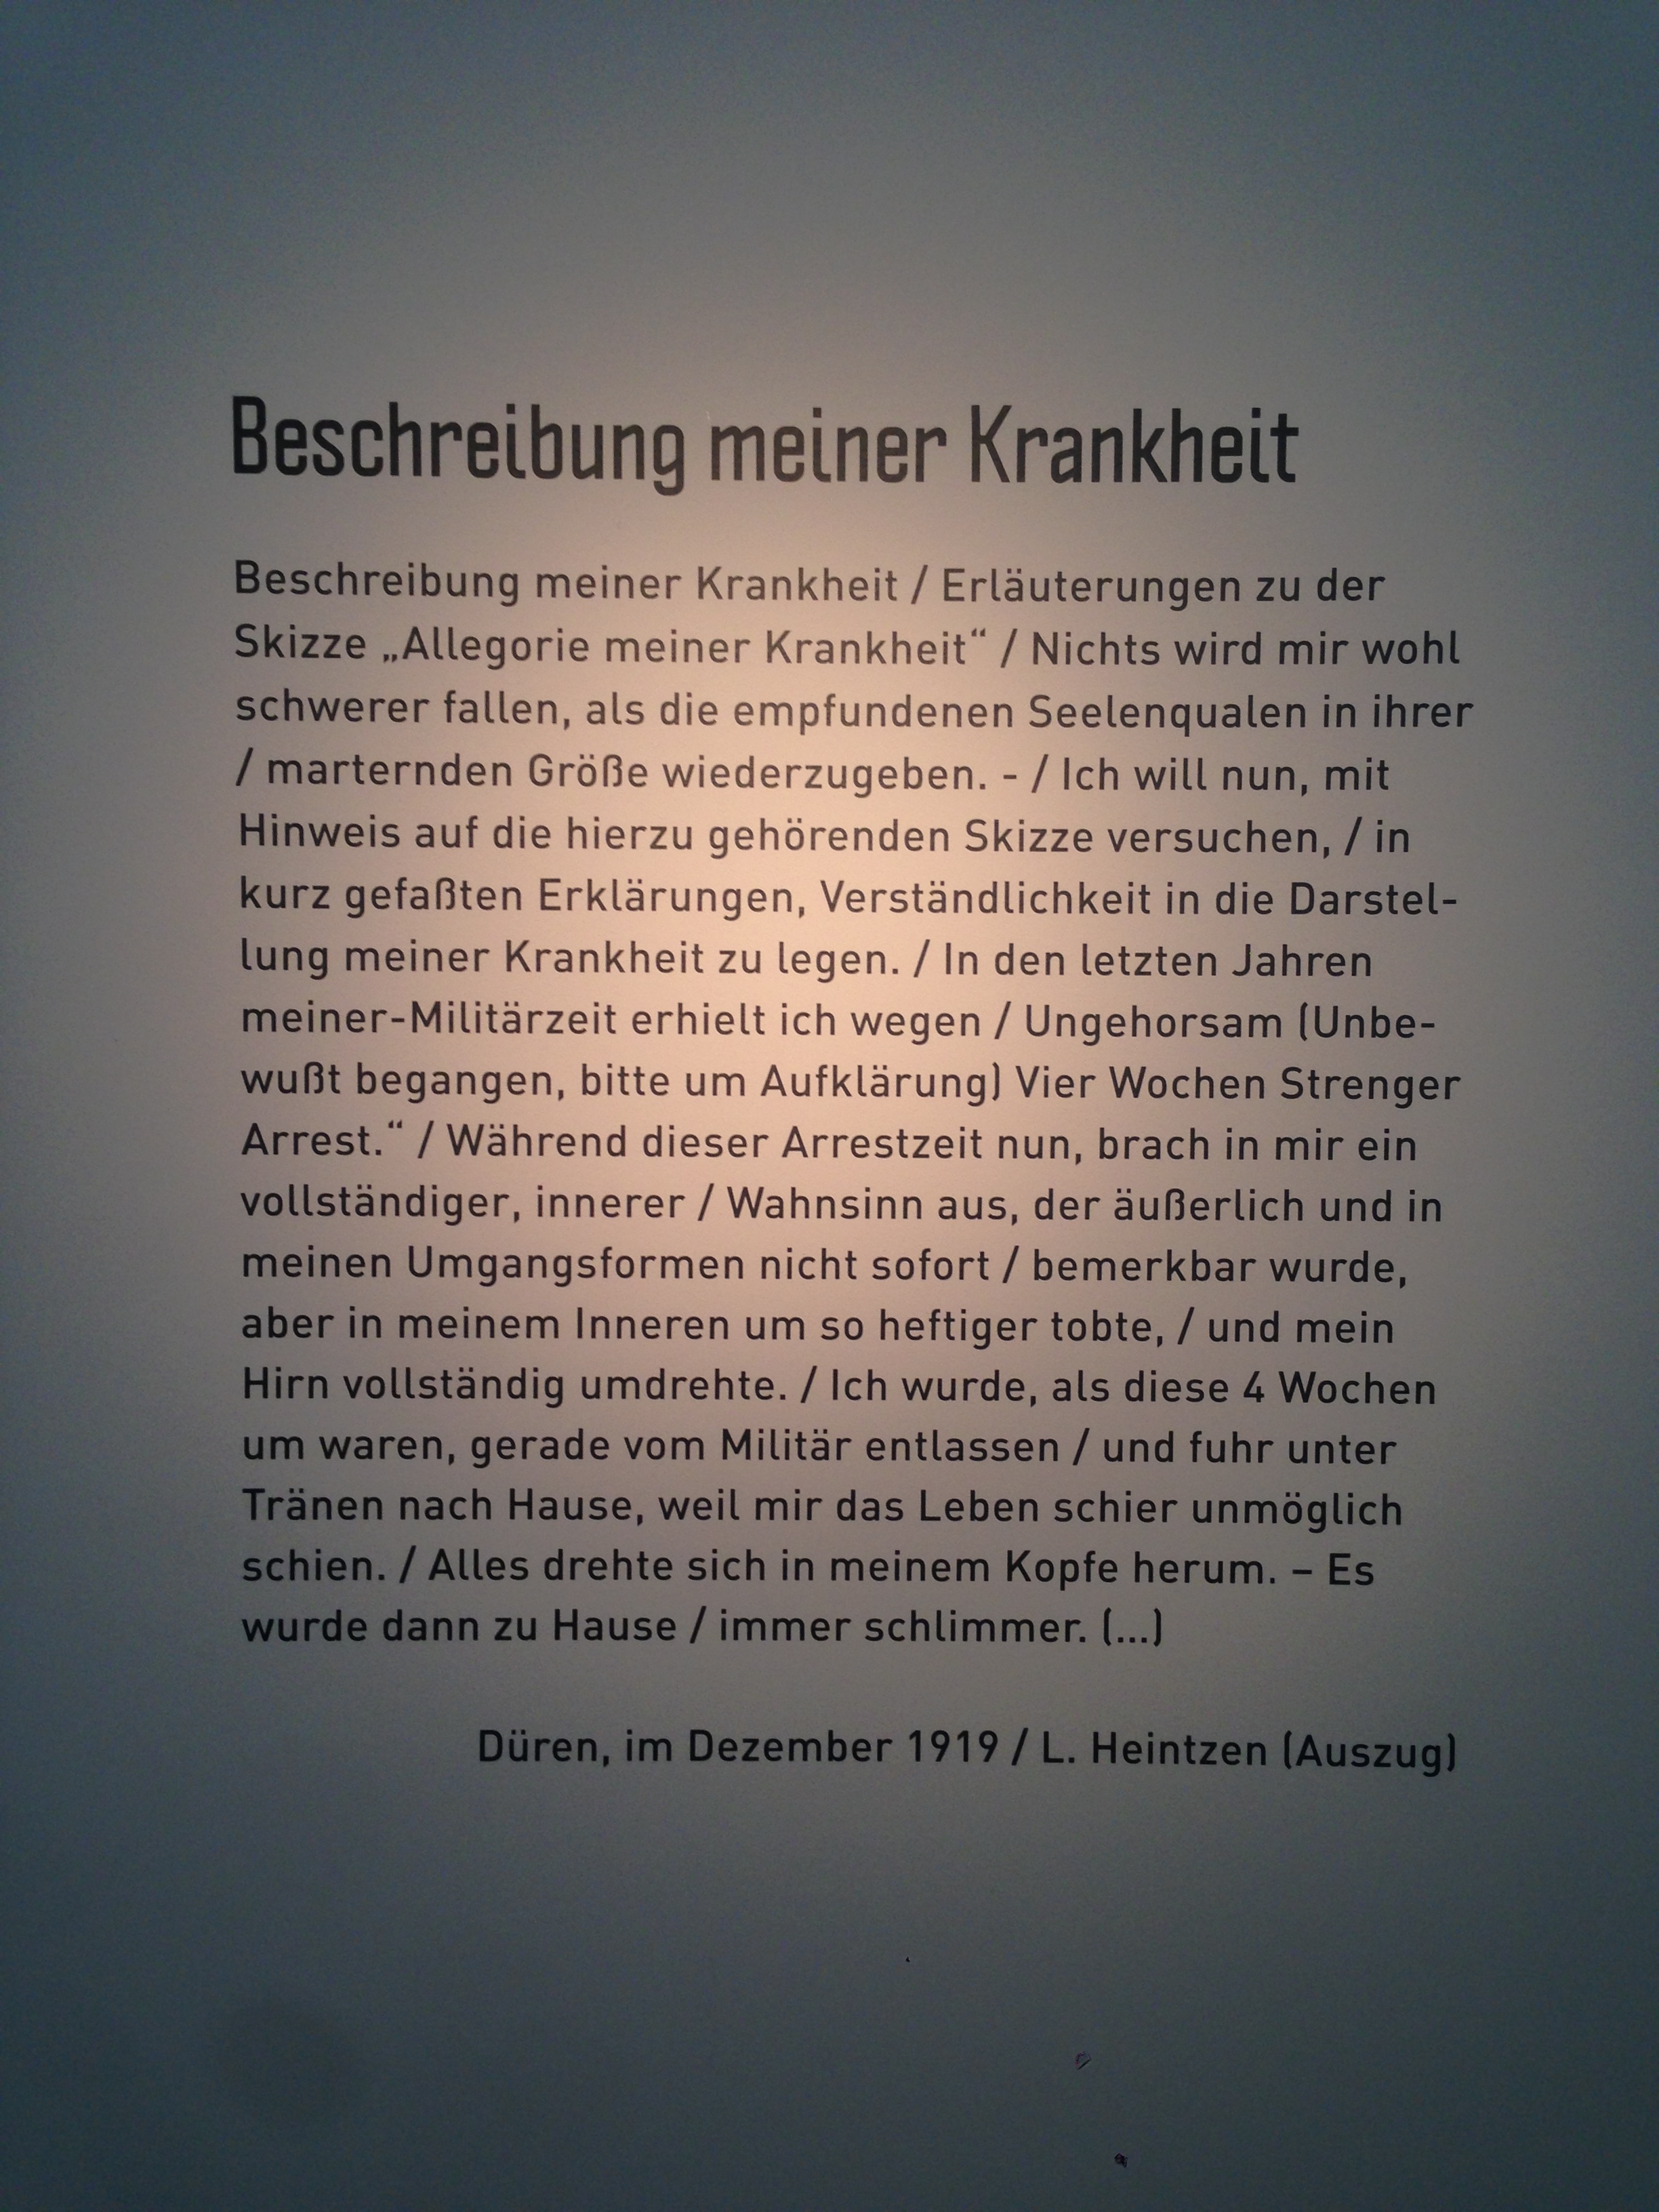 Beschreibung meiner Krankheit
Beschreibung meiner Krankheit / Erläuterungen zu der
Skizze „Allegorie meiner Krankheit“ / Nichts wird mir wohl
schwerer fallen, als die empfundenen Seelenqualen in ihrer
/ marternden Größe wiederzugeben. - / Ich will nun, mit
Hinweis auf die hierzu gehörenden Skizze versuchen, / in
kurz gefaßten Erklärungen, Verständlichkeit in die Darstel-
lung meiner Krankheit zu legen. / In den letzten Jahren
meiner-Militärzeit erhielt ich wegen / Ungehorsam (Unbe-
wußt begangen, bitte um Aufklärung) Vier Wochen Strenger
Arrest.“ / Während dieser Arrestzeit nun, brach in mir ein
vollständiger, innerer / Wahnsinn aus, der äußerlich und in
meinen Umgangsformen nicht sofort / bemerkbar wurde,
aber in meinem Inneren um so heftiger tobte, / und mein
Hirn vollständig umdrehte. / Ich wurde, als diese 4 Wochen
um waren, gerade vom Militär entlassen / und fuhr unter
Tränen nach Hause, weil mir das Leben schier unmöglich
schien. / Alles drehte sich in meinem Kopfe herum. – Es
wurde dann zu Hause / immer schlimmer. (...)
Düren, im Dezember 1919 / L. Heintzen (Auszug)